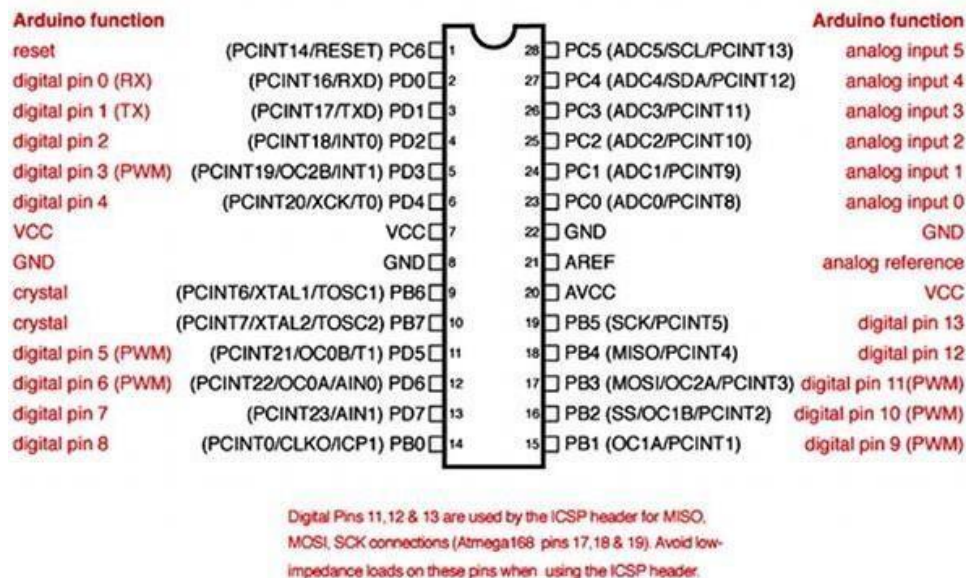 Arduino function
Arduino function
reset (PCINT14/RESET) PC6 1 28 PC5 (ADC5/SCL/PCINT13) analog input 5
digital pin 0 (RX) (PCINT16/RXD) PD0 2 27 PC4 (ADC4/SDA/PCINT12) analog input 4
digital pin 1 (TX) (PCINT17/TXD) PD1 3 26 PC3 (ADC3/PCINT11) analog input 3
digital pin 2 (PCINT18/INT0) PD2 4 25 PC2 (ADC2/PCINT10) analog input 2
digital pin 3 (PWM) (PCINT19/OC2B/INT1) PD3 5 24 PC1 (ADC1/PCINT9) analog input 1
digital pin 4 (PCINT20/XCK/T0) PD4 6 23 PC0 (ADC0/PCINT8) analog input 0
VCC VCC 7 22 GND GND
GND GND 8 21 AREF analog reference
crystal (PCINT6/XTAL1/TOSC1) PB6 9 20 AVCC VCC
crystal (PCINT7/XTAL2/TOSC2) PB7 10 19 PB5 (SCK/PCINT5) digital pin 13
digital pin 5 (PWM) (PCINT21/OC0B/T1) PD5 11 18 PB4 (MISO/PCINT4) digital pin 12
digital pin 6 (PWM) (PCINT22/OC0A/AIN0) PD6 12 17 PB3 (MOSI/OC2A/PCINT3) digital pin 11(PWM)
digital pin 7 (PCINT23/AIN1) PD7 13 16 PB2 (SS/OC1B/PCINT2) digital pin 10 (PWM)
digital pin 8 (PCINT0/CLKO/ICP1) PB0 14 15 PB1 (OC1A/PCINT1) digital pin 9 (PWM)
Digital Pins 11,12 & 13 are used by the ICSP header for MISO,
MOSI, SCK connections (Atmega168 pins 17,18 & 19). Avoid low-
impedance loads on these pins when using the ICSP header.